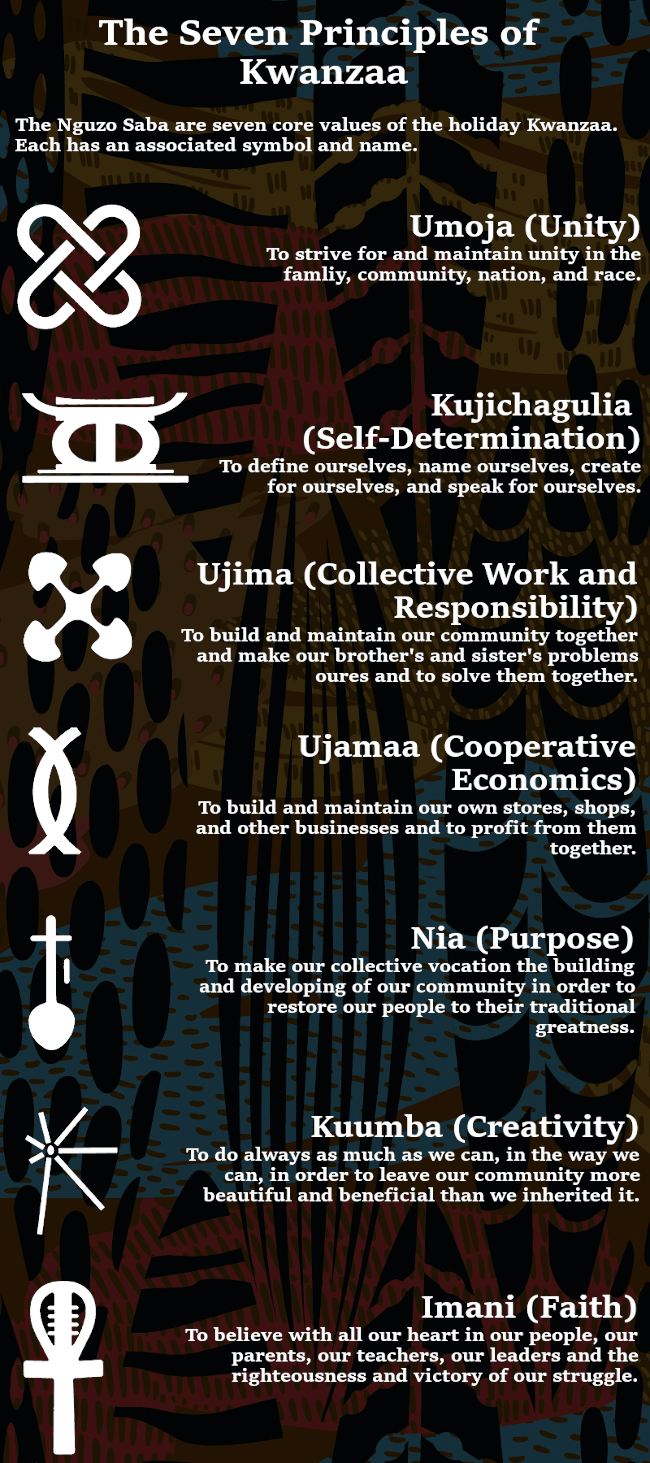 The Seven Principles of
Kwanzaa
The Nguzo Saba are seven core values of the holiday Kwanzaa.
Each has an associated symbol and name.
Umoja (Unity)
To strive for and maintain unity in the
famliy, community, nation, and race.
Kujichagulia
(Self-Determination)
To define ourselves, name ourselves, create
for ourselves, and speak for ourselves.
Ujima (Collective Work and
Responsibility)
To build and maintain our community together
and make our brother's and sister's problems
oures and to solve them together.
Ujamaa (Cooperative
Economics)
To build and maintain our own stores, shops,
and other businesses and to profit from them
together.
Nia (Purpose)
To make our collective vocation the building
and developing of our community in order to
restore our people to their traditional
greatness.
Kuumba (Creativity)
To do always as much as we can, in the way we
can, in order to leave our community more
beautiful and beneficial than we inherited it.
Imani (Faith)
To believe with all our heart in our people, our
parents, our teachers, our leaders and the
righteousness and victory of our struggle.